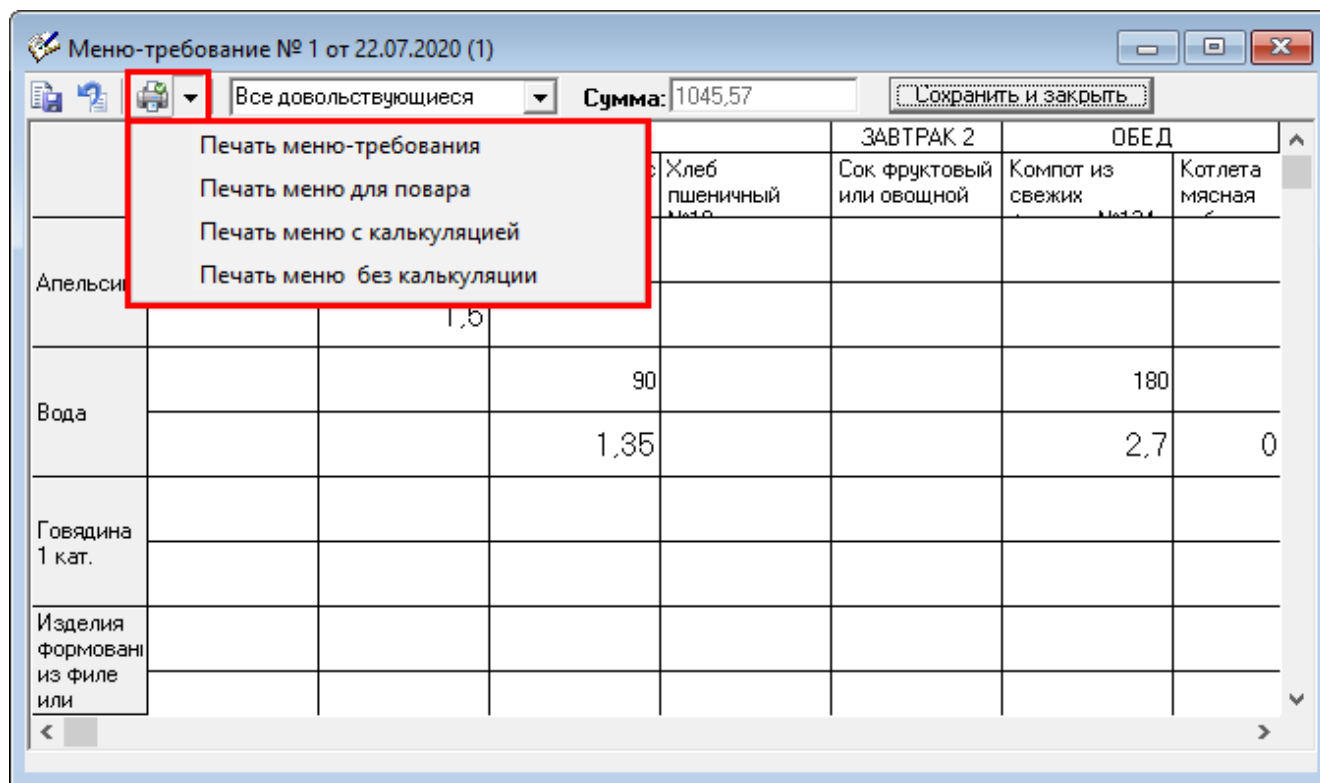 Меню-требование № 1 от 22.07.2020 (1)
Все довольствующиеся Сумма: 1045,57 Сохранить и закрыть
Печать меню-требования
Печать меню для повара
Печать меню с калькуляцией
Печать меню без калькуляции
ЗАВТРАК 2 ОБЕД
Хлеб
пшеничный
Сок фруктовый
или овощной
Компот из
свежих
Котлета
мясная
1,5
Вода 90 180
1,35 2,7 0
Говядина
1 кат.
Изделия
формован
из филе
или